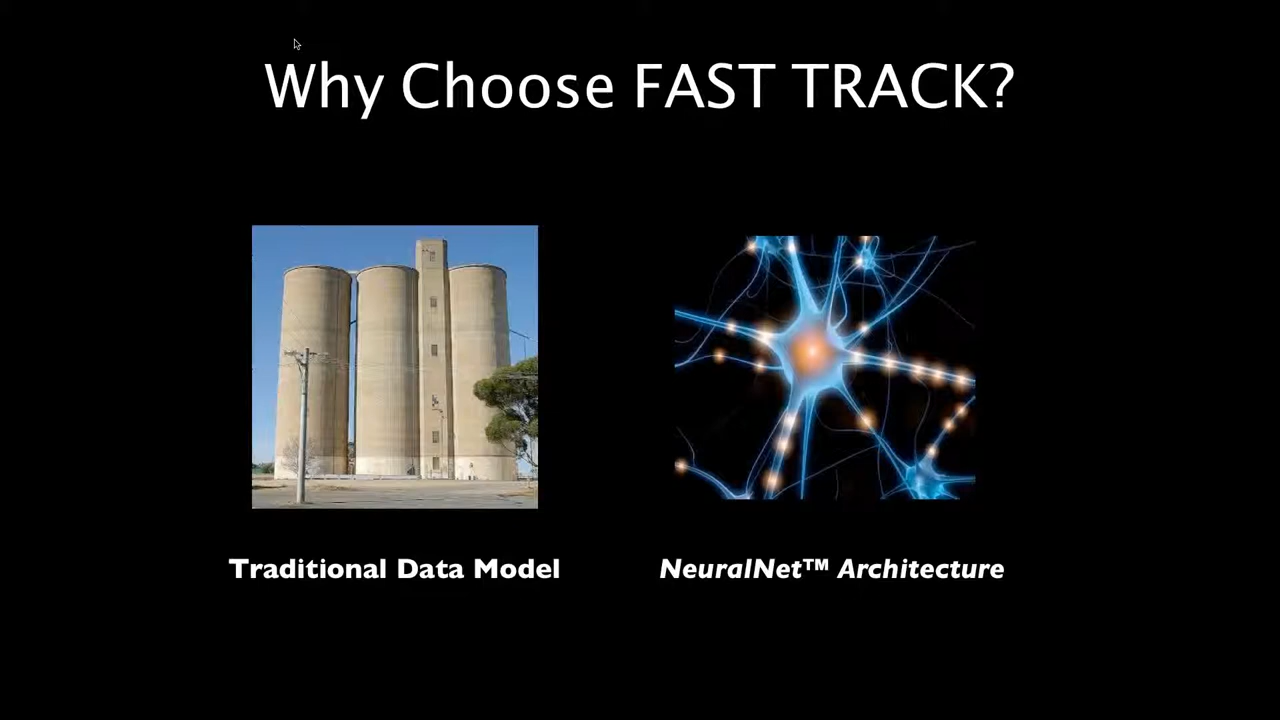 Why Choose FAST TRACK?
Traditional Data Model
NeuralNet™ Architecture